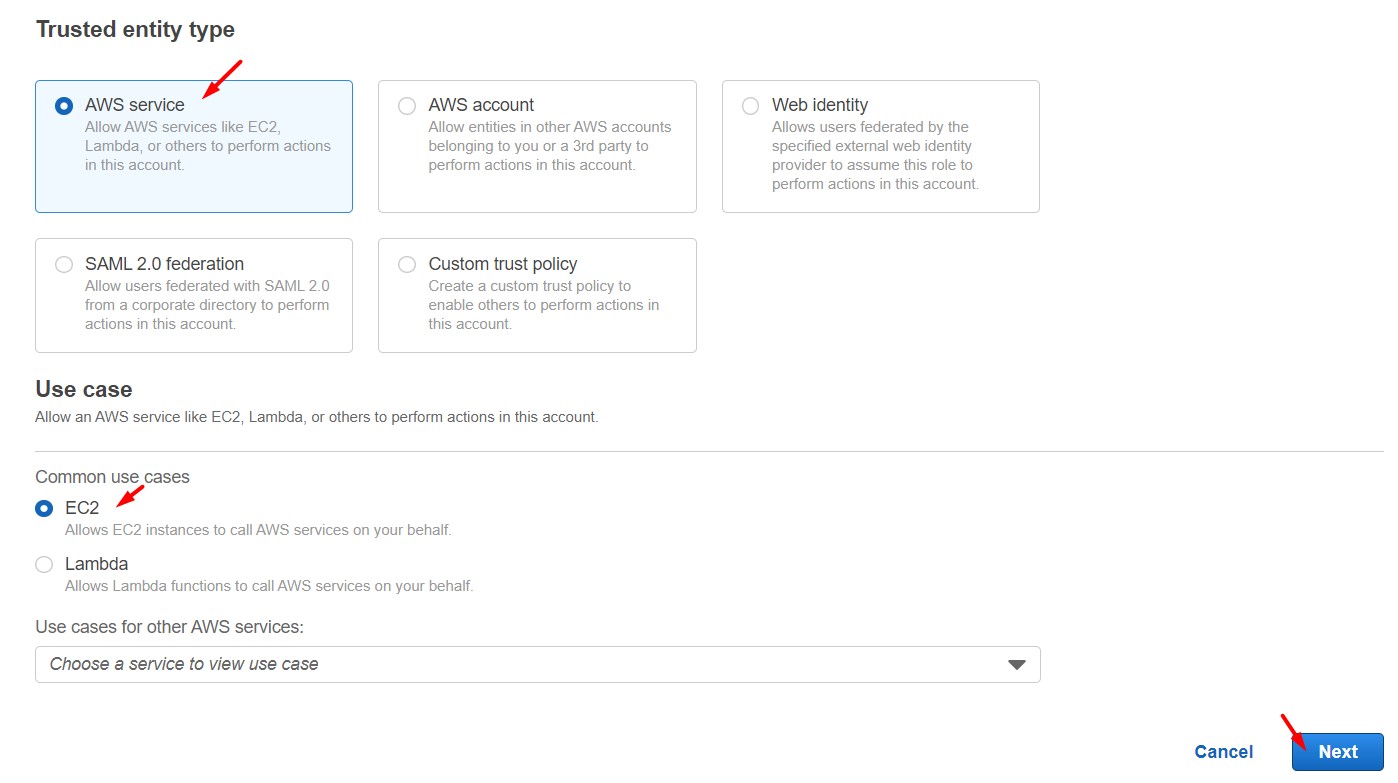 Trusted entity type
AWS service
Allow AWS services like EC2,
Lambda, or others to perform actions
in this account.
AWS account
Allow entities in other AWS accounts
belonging to you or a 3rd party to
perform actions in this account.
Web identity
Allows users federated by the
specified external web identity
provider to assume this role to
perform actions in this account.
SAML 2.0 federation
Allow users federated with SAML 2.0
from a corporate directory to perform
actions in this account.
Custom trust policy
Create a custom trust policy to
enable others to perform actions in
this account.
Use case
Allow an AWS service like EC2, Lambda, or others to perform actions in this account.
Common use cases
EC2
Allows EC2 instances to call AWS services on your behalf.
Lambda
Allows Lambda functions to call AWS services on your behalf.
Use cases for other AWS services:
Choose a service to view use case
Cancel
Next